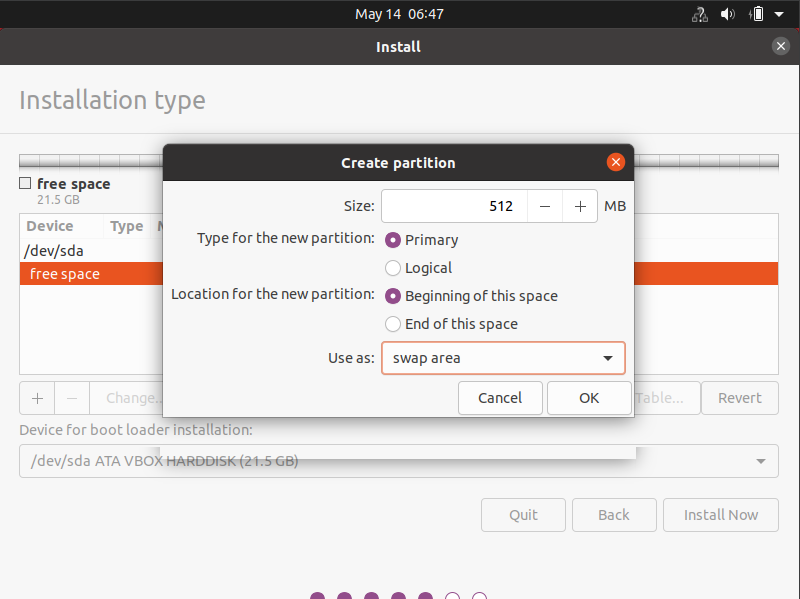 May 14 06:47
Install
Installation type
Create partition
free space
21.5 GB
Size: 512 − + MB
Device Type
Type for the new partition: Primary
/dev/sda
Logical
free space
Location for the new partition: Beginning of this space
End of this space
Use as: swap area
+ − Change... Cancel OK Table... Revert
Device for boot loader installation:
/dev/sda ATA VBOX HARDDISK (21.5 GB)
Quit Back Install Now